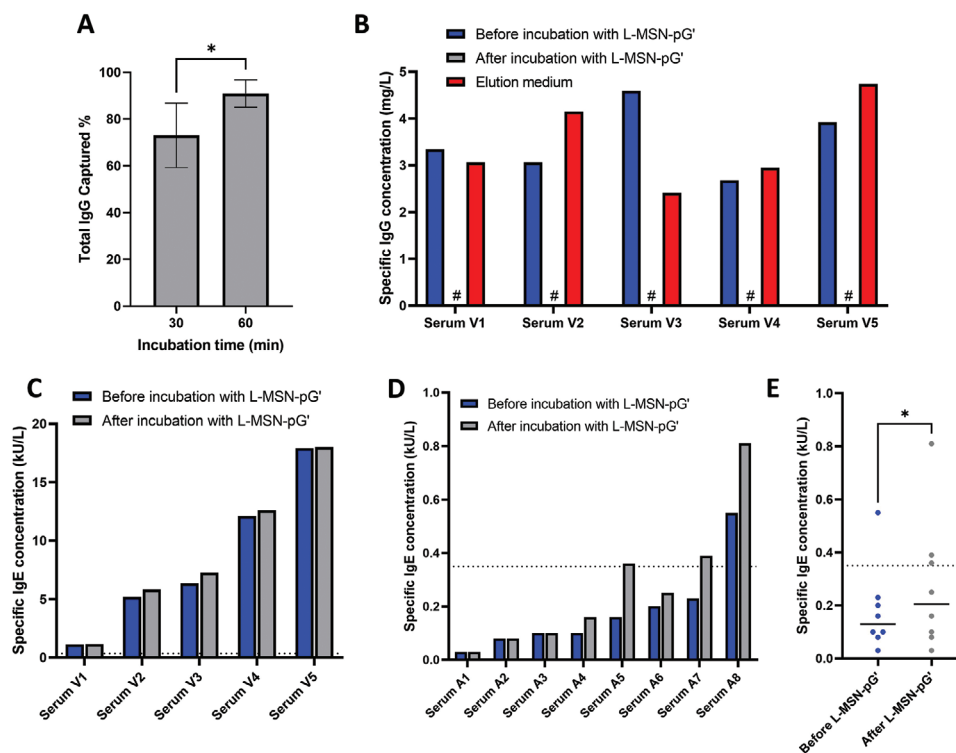 A
*
Total IgG Captured %
100
80
60
40
20
0
30
60
Incubation time (min)
B
Before incubation with L-MSN-pG'
After incubation with L-MSN-pG'
Elution medium
Specific IgG concentration (mg/L)
5
4
3
2
1
0
# # # # #
Serum V1 Serum V2 Serum V3 Serum V4 Serum V5
C
Before incubation with L-MSN-pG'
After incubation with L-MSN-pG'
Specific IgE concentration (kU/L)
20
15
10
5
0
Serum V1
Serum V2
Serum V3
Serum V4
Serum V5
D
Before incubation with L-MSN-pG'
After incubation with L-MSN-pG'
Specific IgE concentration (kU/L)
1.0
0.8
0.6
0.4
0.2
0.0
Serum A1
Serum A2
Serum A3
Serum A4
Serum A5
Serum A6
Serum A7
Serum A8
E
*
Specific IgE concentration (kU/L)
1.0
0.8
0.6
0.4
0.2
0.0
Before L-MSN-pG'
After L-MSN-pG'